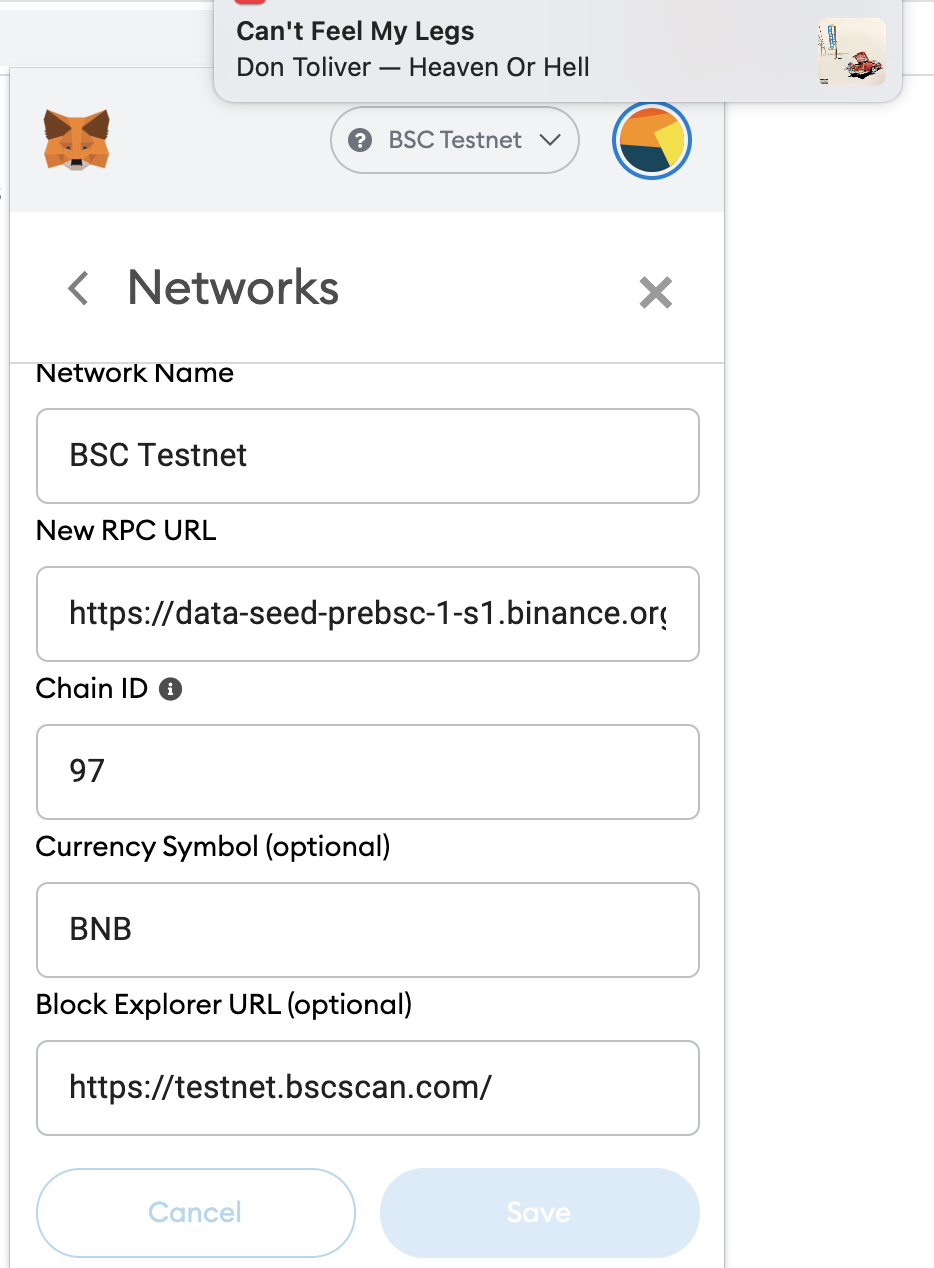 Can't Feel My Legs
Don Toliver — Heaven Or Hell
BSC Testnet
Networks
Network Name
BSC Testnet
New RPC URL
https://data-seed-prebsc-1-s1.binance.org
Chain ID
97
Currency Symbol (optional)
BNB
Block Explorer URL (optional)
https://testnet.bscscan.com/
Cancel
Save